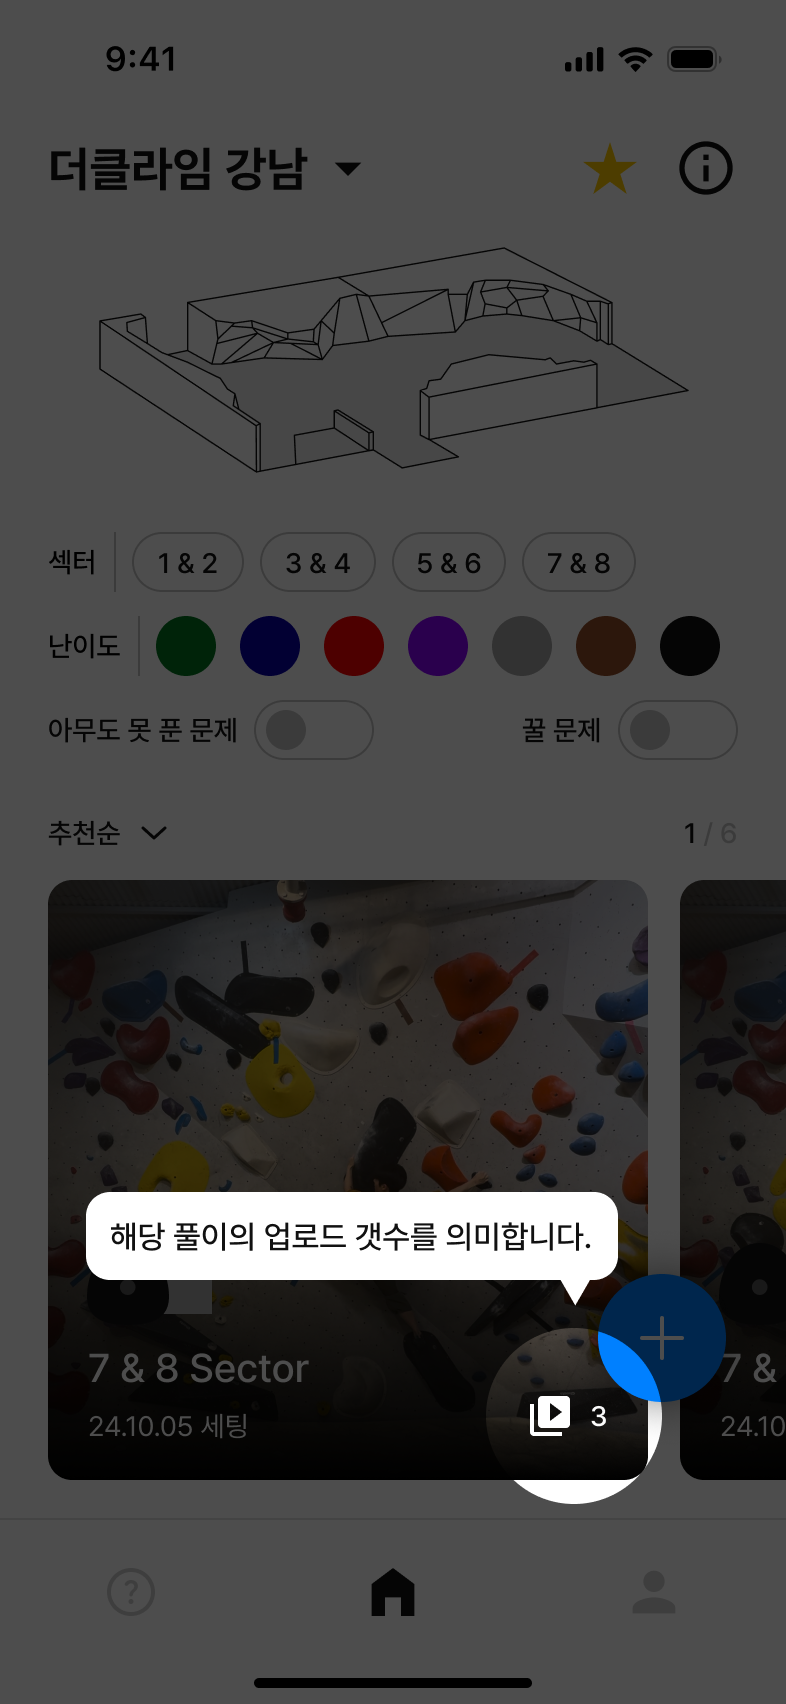 9:41
더클라임 강남
섹터
1 & 2
3 & 4
5 & 6
7 & 8
난이도
아무도 못 푼 문제
꿀 문제
추천순
1 / 6
해당 풀이의 업로드 갯수를 의미합니다.
7 & 8 Sector
7 &
24.10.05 세팅
3
24.10
?